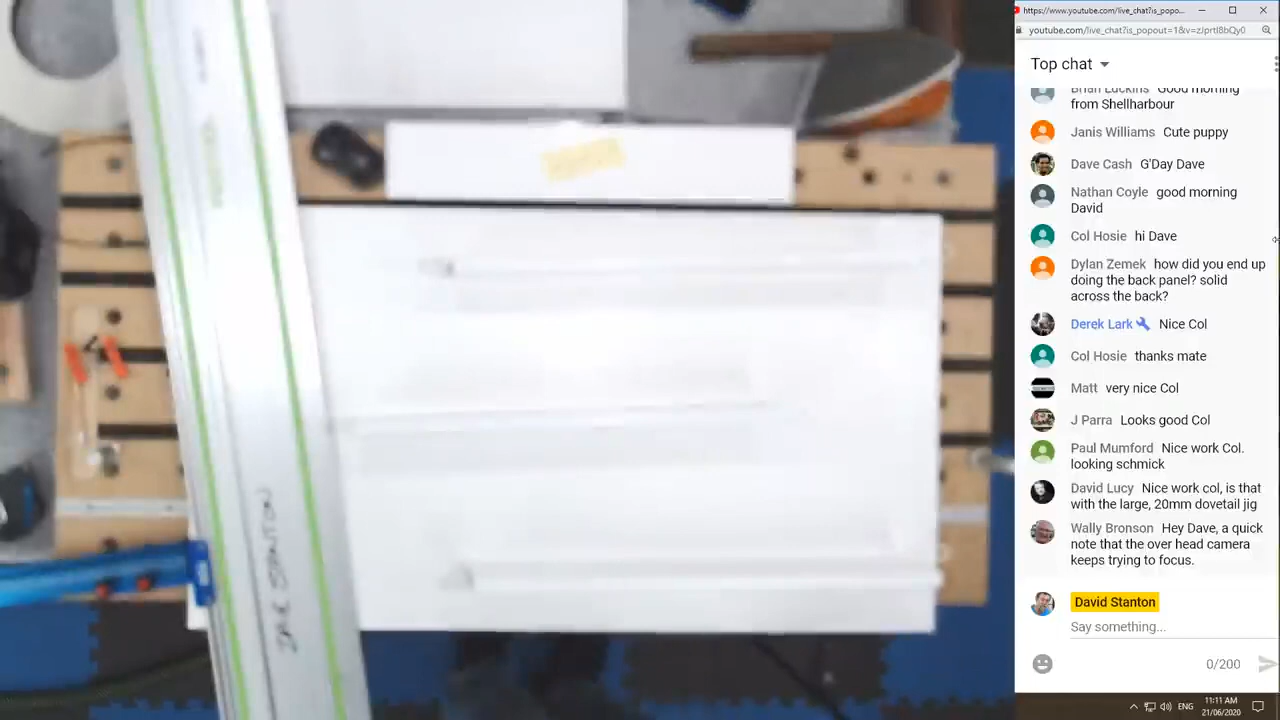 https://www.youtube.com/live_chat?is_popo...
youtube.com/live_chat?is_popout=1&v=zJprtI8bQy0
Top chat
Brian Luckins Good morning
from Shellharbour
Janis Williams Cute puppy
Dave Cash G'Day Dave
Nathan Coyle good morning
David
Col Hosie hi Dave
Dylan Zemek how did you end up
doing the back panel? solid
across the back?
Derek Lark Nice Col
Col Hosie thanks mate
Matt very nice Col
J Parra Looks good Col
Paul Mumford Nice work Col.
looking schmick
David Lucy Nice work col, is that
with the large, 20mm dovetail jig
Wally Bronson Hey Dave, a quick
note that the over head camera
keeps trying to focus.
David Stanton
Say something...
0/200
ENG
11:11 AM
21/06/2020
DAVE STANTON